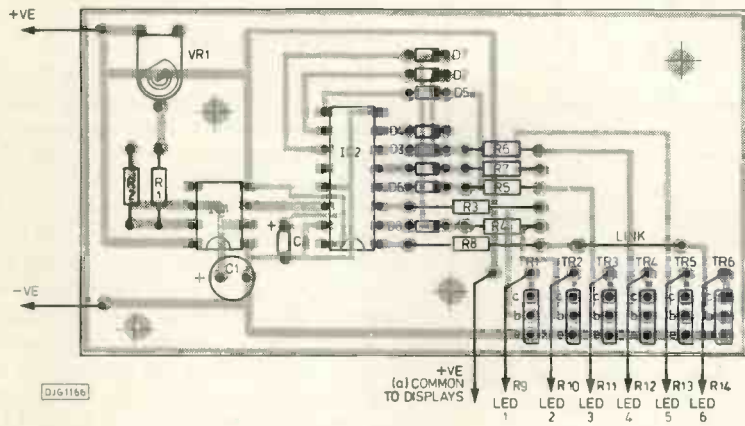 +VE
VR1
D7
D5
D4
D3
IC2
D6
R6
R7
R5
R3
R4
R8
R
1
+
C
+
C1
LINK
TR1 TR2 TR3 TR4 TR5 TR6
c c c c c c
b b b b b b
e e e e e e
-VE
DJG1166
+VE
(a) COMMON
TO DISPLAYS
R9 R10 R11 R12 R13 R14
LED LED LED LED LED LED
1 2 3 4 5 6